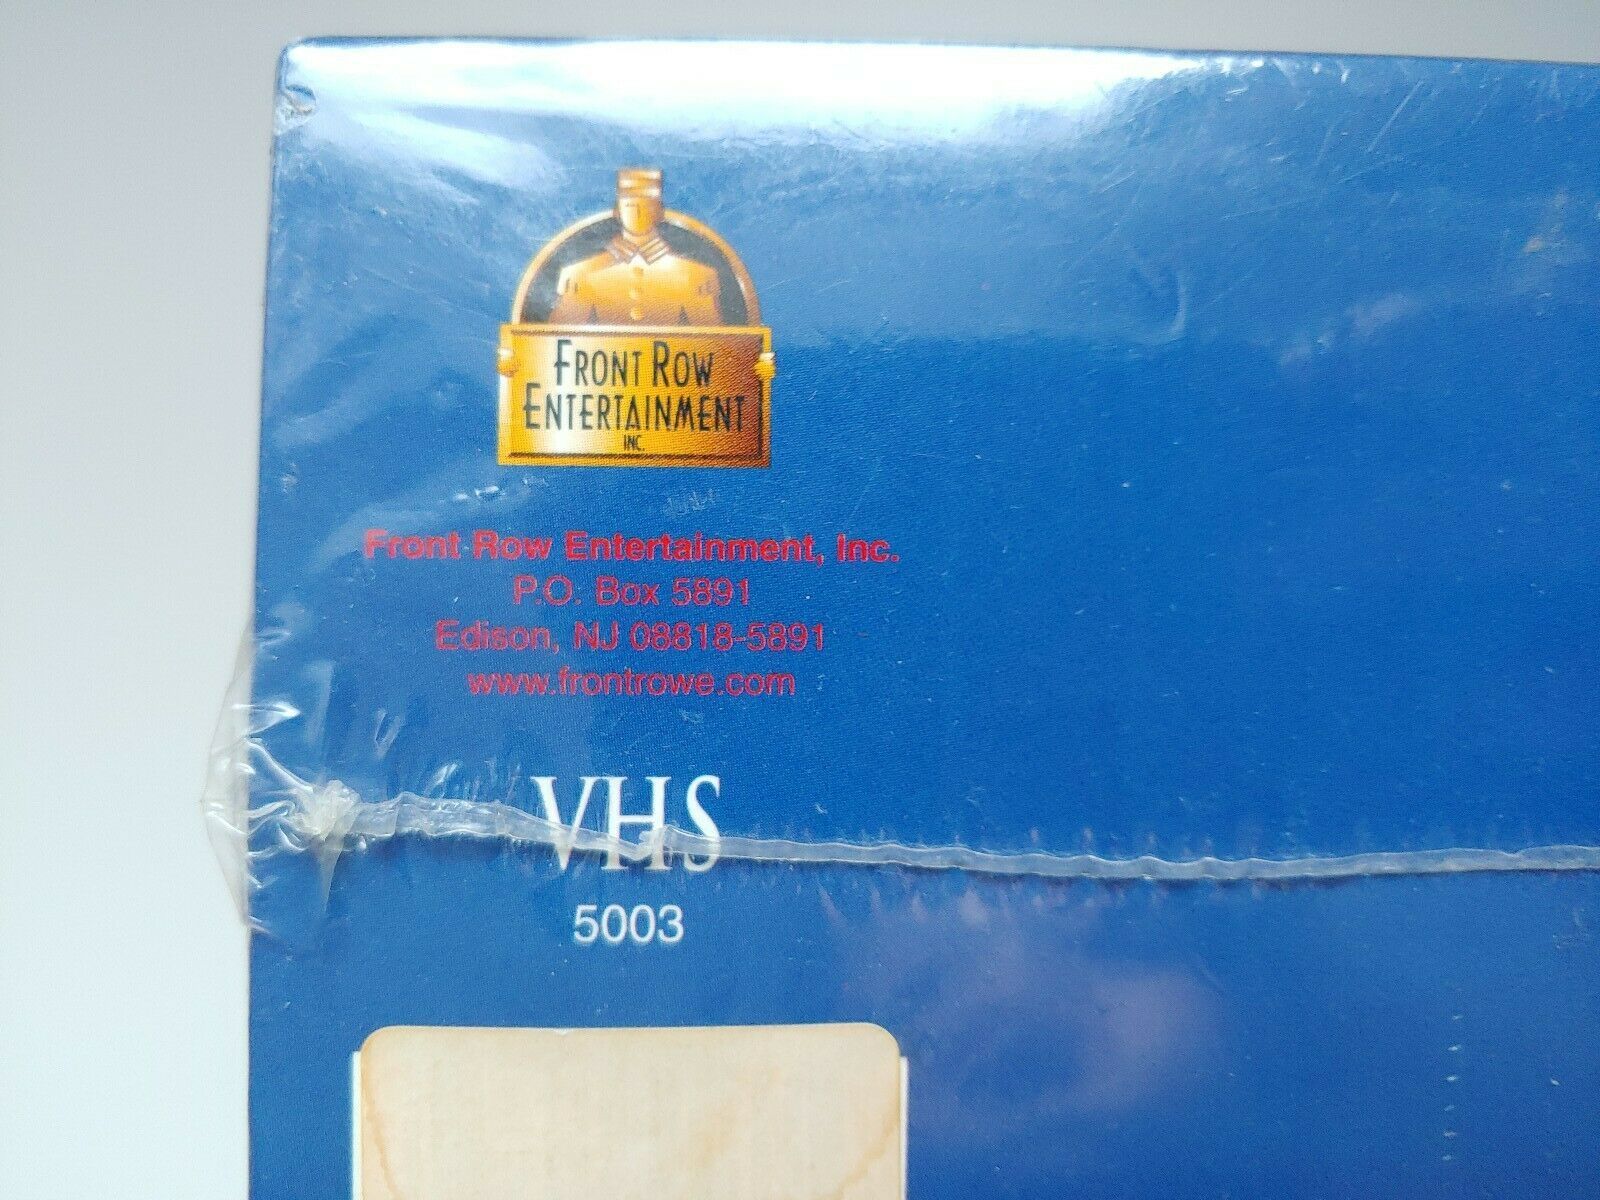 FRONT ROW
ENTERTAINMENT
INC.
Front Row Entertainment, Inc.
P.O. Box 5891
Edison, NJ 08818-5891
www.frontrowe.com
VHS
5003